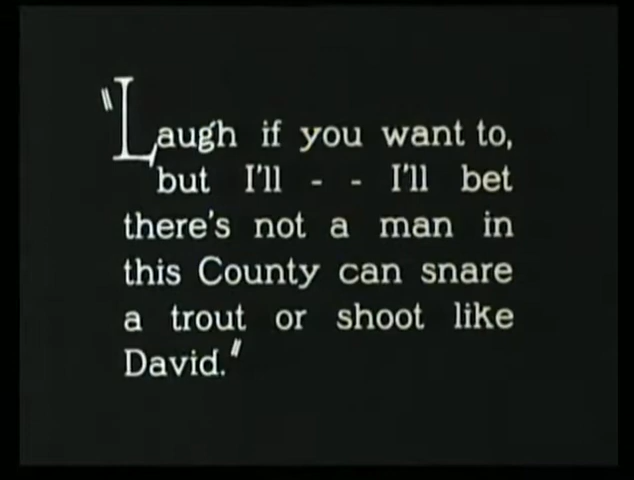 "Laugh if you want to,
but I'll - - I'll bet
there's not a man in
this County can snare
a trout or shoot like
David."